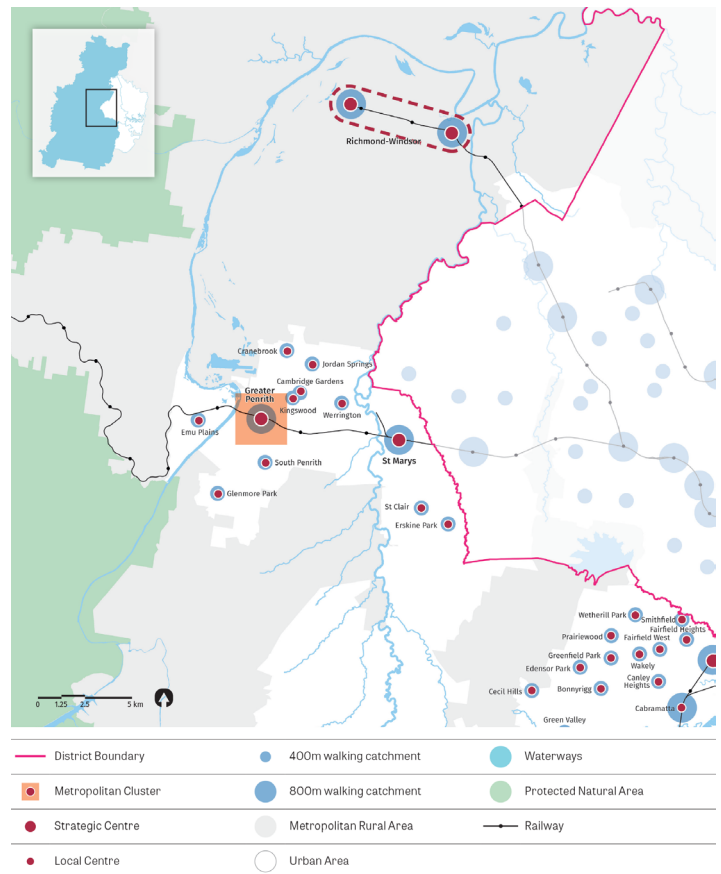 Richmond-Windsor
Cranebrook
Jordan Springs
Cambridge Gardens
Greater
Penrith
Kingswood
Werrington
Emu Plains
St Marys
South Penrith
Glenmore Park
St Clair
Erskine Park
Wetherill Park
Smithfield
Fairfield Heights
Prairiewood
Fairfield West
Greenfield Park
Wakely
Edensor Park
Canley
Heights
Cecil Hills
Bonnyrigg
Cabramatta
Green Valley
0 1.25 2.5 5 km
District Boundary
400m walking catchment
Waterways
Metropolitan Cluster
800m walking catchment
Protected Natural Area
Strategic Centre
Metropolitan Rural Area
Railway
Local Centre
Urban Area